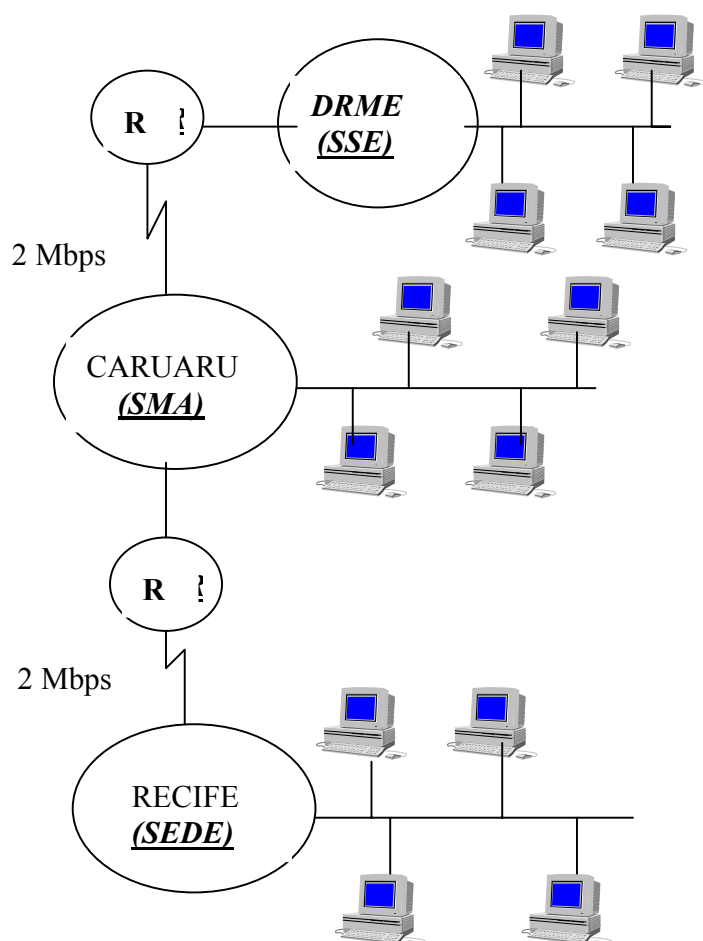 R
DRME
(SSE)
2 Mbps
CARUARU
(SMA)
R
2 Mbps
RECIFE
(SEDE)